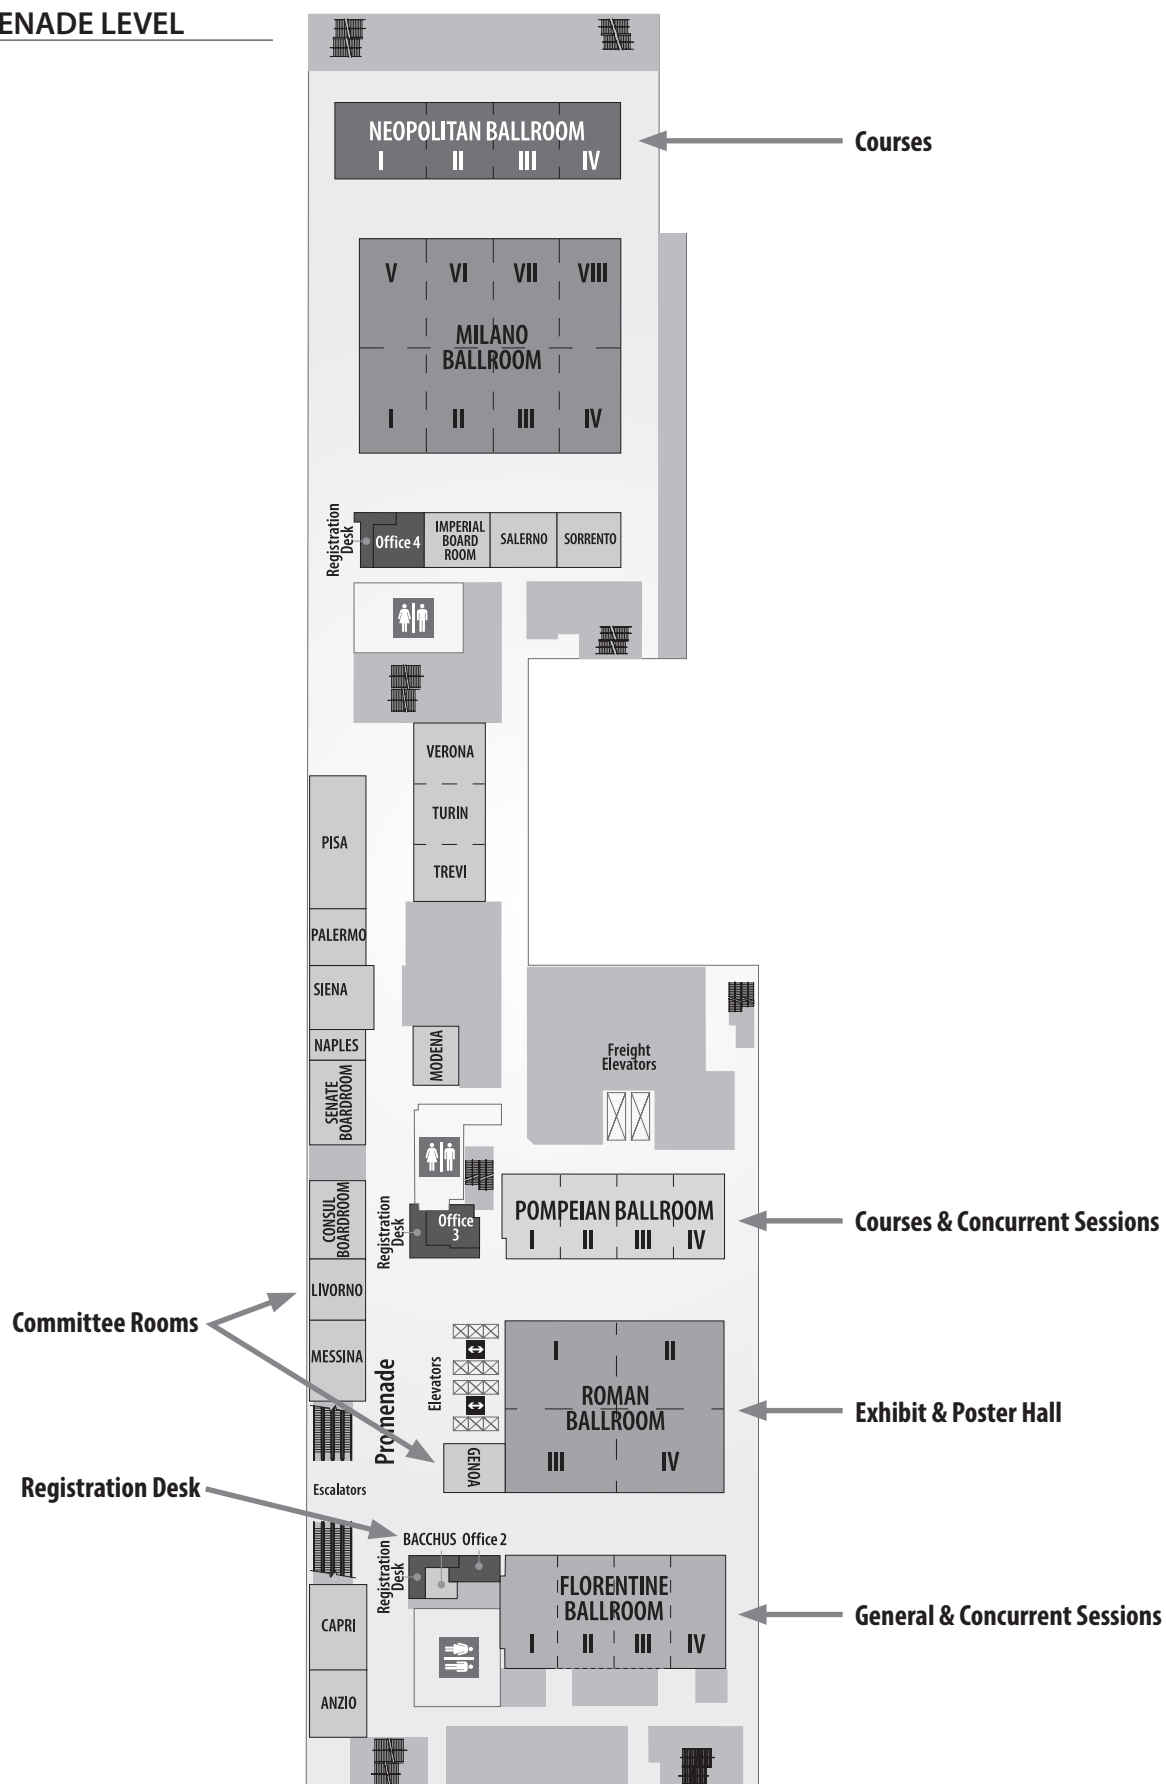 ENADE LEVEL
NEOPOLITAN BALLROOM
I II III IV
Courses
V VI VII VIII
MILANO
BALLROOM
I II III IV
Registration
Desk
Office 4
IMPERIAL
BOARD
ROOM
SALERNO
SORRENTO
VERONA
TURIN
TREVI
PISA
PALERMO
SIENA
NAPLES
SENATE
BOARDROOM
MODENA
Freight
Elevators
CONSUL
BOARDROOM
Registration
Desk
Office
3
POMPEIAN BALLROOM
I II III IV
Courses & Concurrent Sessions
LIVORNO
Committee Rooms
MESSINA
Promenade
Elevators
I II
ROMAN
BALLROOM
III IV
Exhibit & Poster Hall
GENOA
Registration Desk
Escalators
BACCHUS Office 2
Registration
Desk
FLORENTINE
BALLROOM
I II III IV
General & Concurrent Sessions
CAPRI
ANZIO